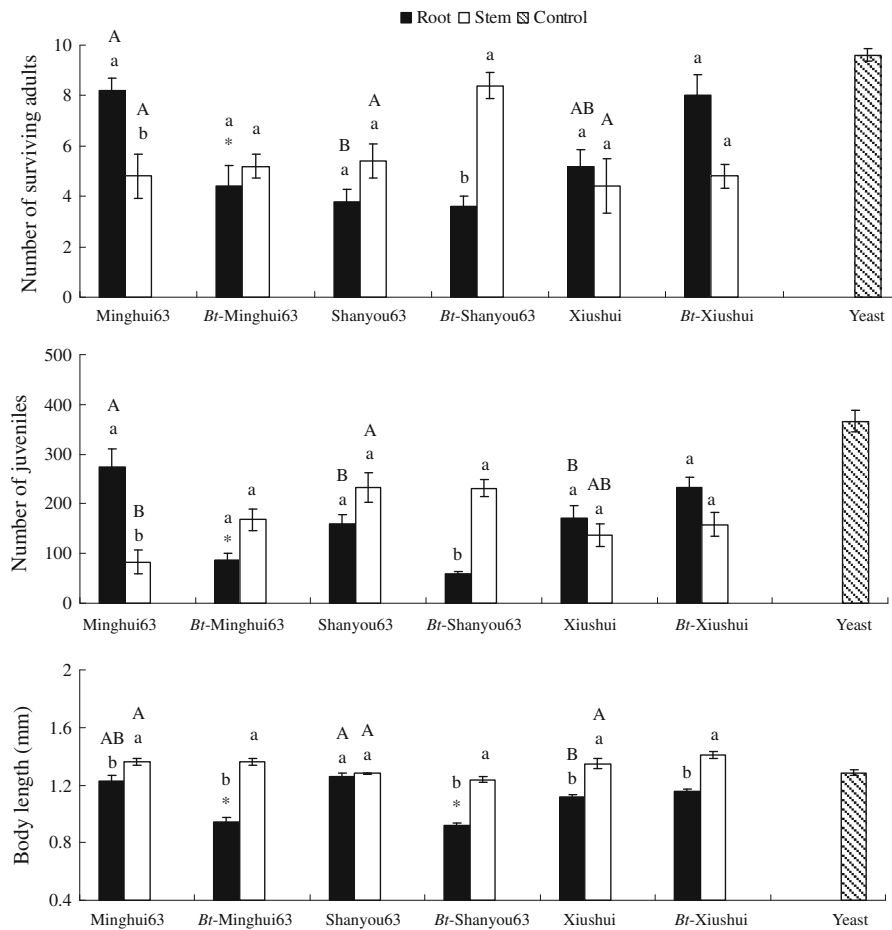 Root Stem Control
Number of surviving adults
10
8
6
4
2
0
A
a
A
b
a
*
a
B
a
A
a
b
a
AB
a
A
a
a
a
Minghui63 Bt-Minghui63 Shanyou63 Bt-Shanyou63 Xiushui Bt-Xiushui Yeast
Number of juveniles
500
400
300
200
100
0
A
a
B
b
a
*
a
B
a
A
a
b
a
B
a
AB
a
a
a
Minghui63 Bt-Minghui63 Shanyou63 Bt-Shanyou63 Xiushui Bt-Xiushui Yeast
Body length (mm)
2
1.6
1.2
0.8
0.4
AB
b
A
a
b
*
a
A
a
A
a
b
*
a
B
b
A
a
b
a
Minghui63 Bt-Minghui63 Shanyou63 Bt-Shanyou63 Xiushui Bt-Xiushui Yeast